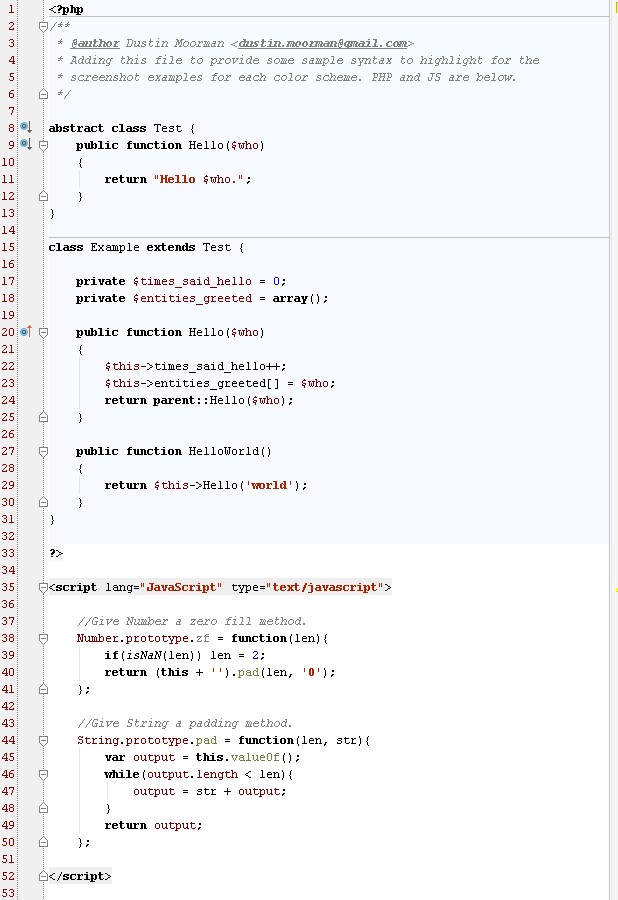 1 <?php
2 /**
3  * @author Dustin Moorman <dustin.moorman@gmail.com>
4  * Adding this file to provide some sample syntax to highlight for the
5  * screenshot examples for each color scheme. PHP and JS are below.
6  */
7
8 abstract class Test {
9     public function Hello($who)
10     {
11         return "Hello $who.";
12     }
13 }
14
15 class Example extends Test {
16
17     private $times_said_hello = 0;
18     private $entities_greeted = array();
19
20     public function Hello($who)
21     {
22         $this->times_said_hello++;
23         $this->entities_greeted[] = $who;
24         return parent::Hello($who);
25     }
26
27     public function HelloWorld()
28     {
29         return $this->Hello('world');
30     }
31 }
32
33 ?>
34
35 <script lang="JavaScript" type="text/javascript">
36
37     //Give Number a zero fill method.
38     Number.prototype.zf = function(len){
39         if(isNaN(len)) len = 2;
40         return (this + '').pad(len, '0');
41     };
42
43     //Give String a padding method.
44     String.prototype.pad = function(len, str){
45         var output = this.valueOf();
46         while(output.length < len){
47             output = str + output;
48         }
49         return output;
50     };
51
52 </script>
53